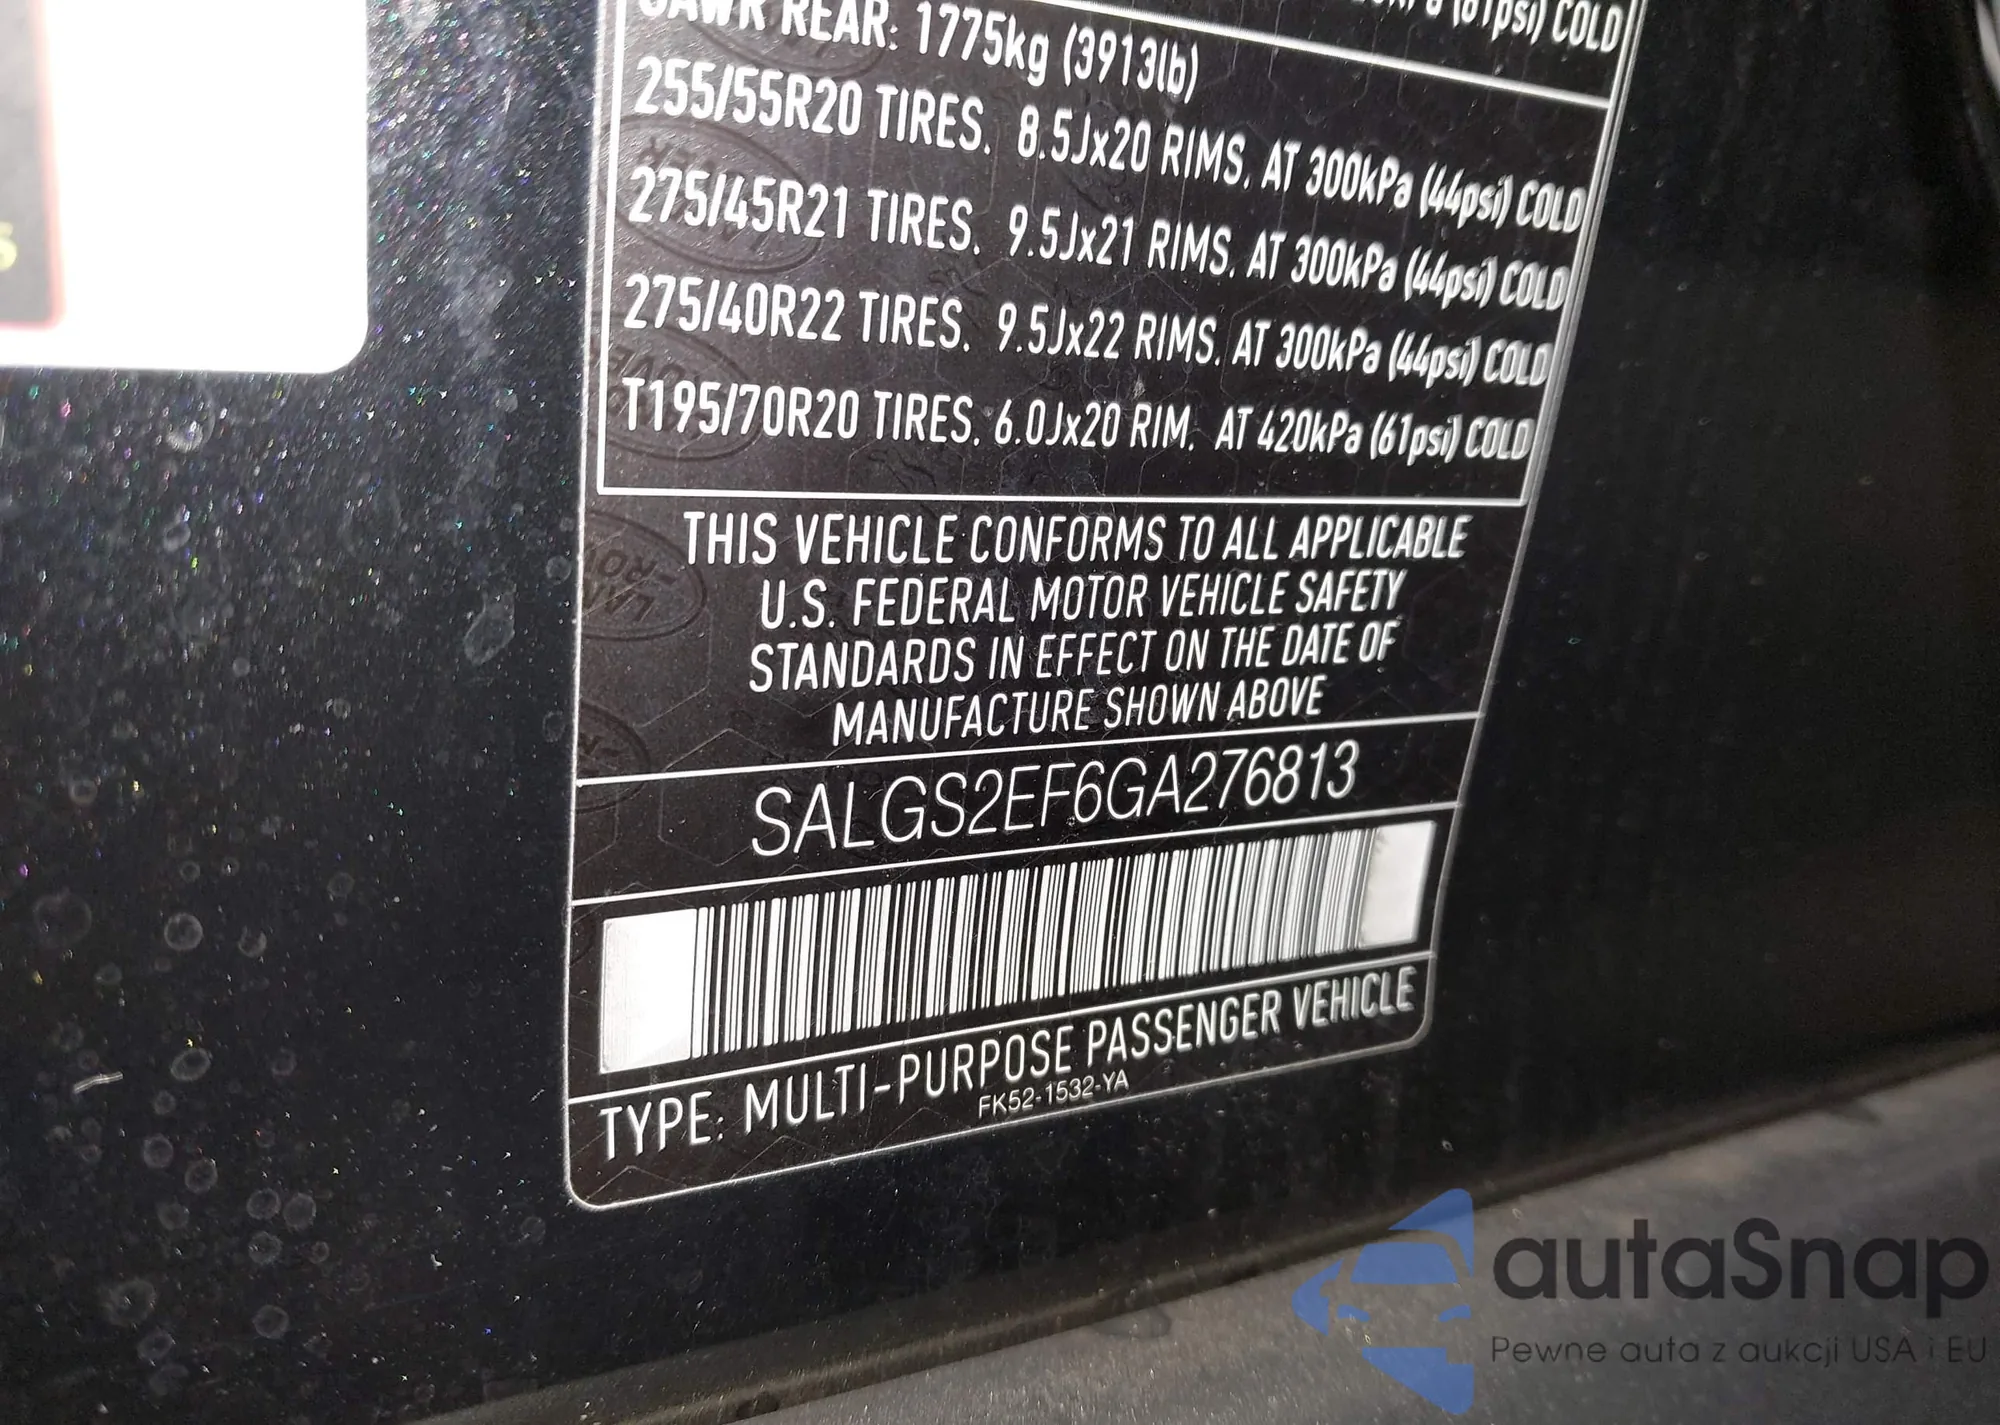 (61psi) COLD
GAWR REAR: 1775kg (3913lb)
255/55R20 TIRES, 8.5Jx20 RIMS, AT 300kPa (44psi) COLD
275/45R21 TIRES, 9.5Jx21 RIMS, AT 300kPa (44psi) COLD
275/40R22 TIRES, 9.5Jx22 RIMS, AT 300kPa (44psi) COLD
T195/70R20 TIRES, 6.0Jx20 RIM, AT 420kPa (61psi) COLD
THIS VEHICLE CONFORMS TO ALL APPLICABLE
U.S. FEDERAL MOTOR VEHICLE SAFETY
STANDARDS IN EFFECT ON THE DATE OF
MANUFACTURE SHOWN ABOVE
SALGS2EF6GA276813
TYPE: MULTI-PURPOSE PASSENGER VEHICLE
FK52-1532-YA
autaSnap
Pewne auta z aukcji USA i EU